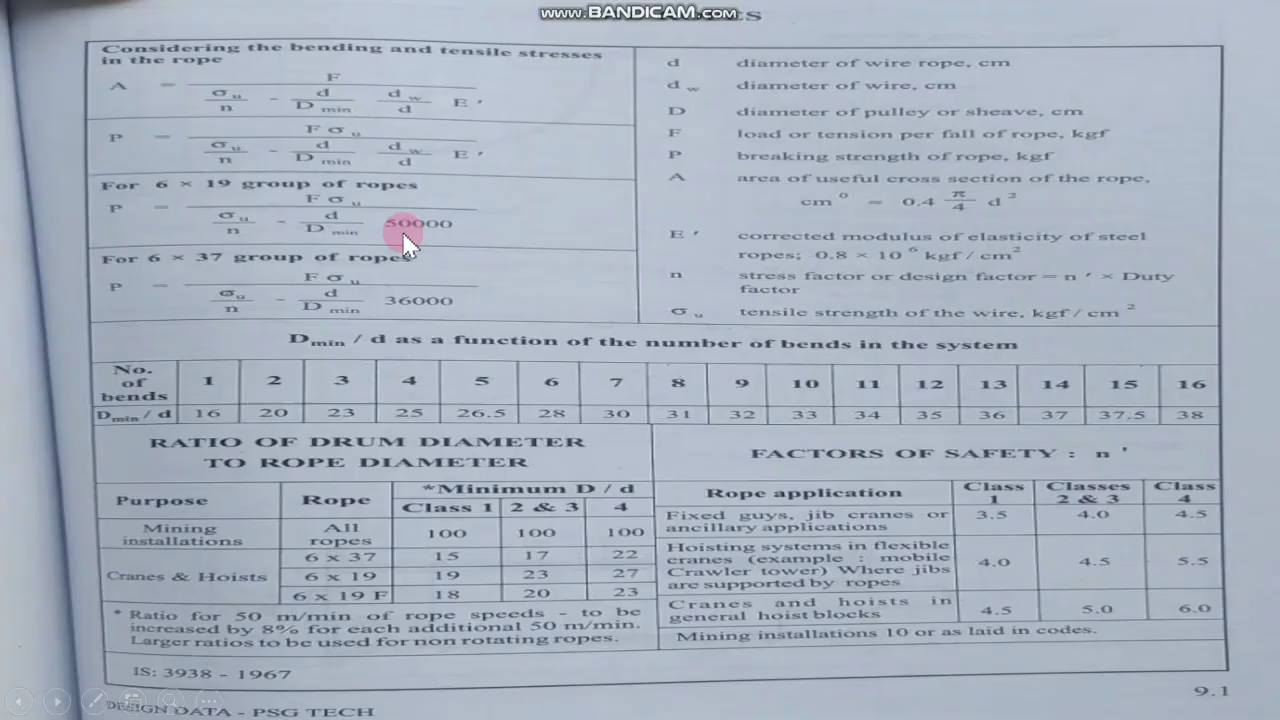 www.BANDICAM.com
Considering the bending and tensile stresses
in the rope
A = F / (σu/n - d/D min dw/d E ′)
P = F σu / (σu/n - d/D min dw/d E ′)
For 6 × 19 group of ropes
P = F σu / (σu/n - d/D min 50000)
For 6 × 37 group of ropes
P = F σu / (σu/n - d/D min 36000)
d diameter of wire rope, cm
d w diameter of wire, cm
D diameter of pulley or sheave, cm
F load or tension per fall of rope, kgf
P breaking strength of rope, kgf
A area of useful cross section of the rope,
cm 0 = 0.4 π/4 d 2
E ′ corrected modulus of elasticity of steel
ropes; 0.8 × 10 6 kgf / cm 2
n stress factor or design factor = n ′ × Duty
factor
σu tensile strength of the wire, kgf / cm 2
D min / d as a function of the number of bends in the system
No. of bends 1 2 3 4 5 6 7 8 9 10 11 12 13 14 15 16
D min / d 16 20 23 25 26.5 28 30 31 32 33 34 35 36 37 37.5 38
RATIO OF DRUM DIAMETER
TO ROPE DIAMETER
Purpose Rope *Minimum D / d
Class 1 2 & 3 4
Mining installations All ropes 100 100 100
Cranes & Hoists 6 x 37 15 17 22
6 x 19 19 23 27
6 x 19 F 18 20 23
* Ratio for 50 m/min of rope speeds - to be
increased by 8% for each additional 50 m/min.
Larger ratios to be used for non rotating ropes.
FACTORS OF SAFETY : n ′
Rope application Class 1 Classes 2 & 3 Class 4
Fixed guys, jib cranes or
ancillary applications 3.5 4.0 4.5
Hoisting systems in flexible
cranes (example : mobile
Crawler tower) Where jibs
are supported by ropes 4.0 4.5 5.5
Cranes and hoists in
general hoist blocks 4.5 5.0 6.0
Mining installations 10 or as laid in codes.
IS: 3938 - 1967
9.1
DESIGN DATA - PSG TECH